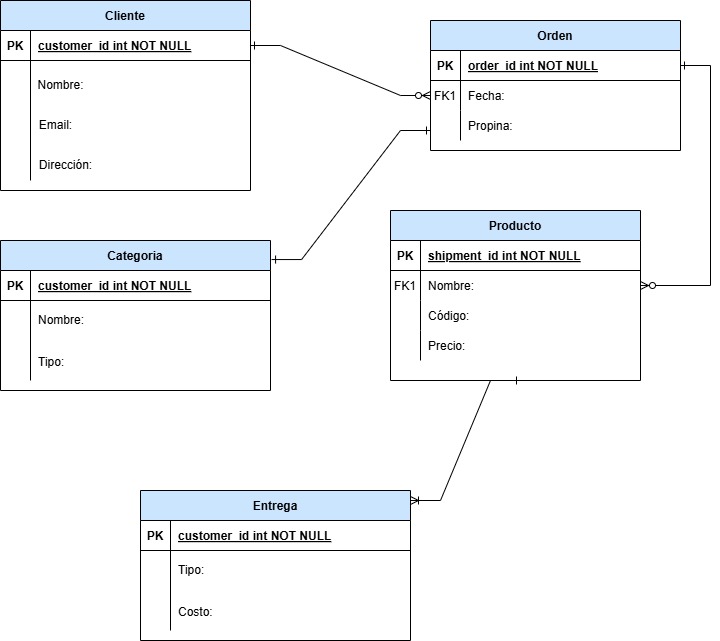 Cliente
PK customer_id int NOT NULL
Nombre:
Email:
Dirección:
Orden
PK order_id int NOT NULL
FK1 Fecha:
Propina:
Categoria
PK customer_id int NOT NULL
Nombre:
Tipo:
Producto
PK shipment_id int NOT NULL
FK1 Nombre:
Código:
Precio:
Entrega
PK customer_id int NOT NULL
Tipo:
Costo: